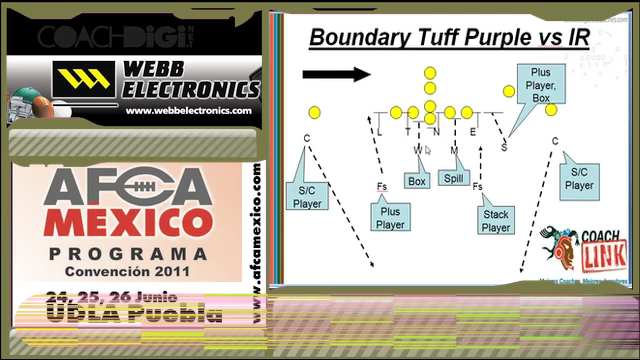 COACHDIGI.NET
WEBB
ELECTRONICS
www.webbelectronics.com
AFCA
MEXICO
PROGRAMA
Convención 2011
24, 25, 26 Junio
UDLA Puebla
www.afcamexico.com
Boundary Tuff Purple vs IR
Plus
Player,
Box
L
T
N
E
C
W
M
S
C
S/C
Player
Fs
Box
Spill
Fs
S/C
Player
Plus
Player
Stack
Player
COACH
LINK